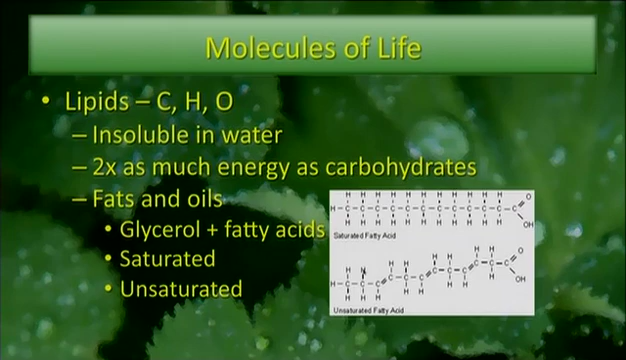 Molecules of Life
• Lipids – C, H, O
– Insoluble in water
– 2x as much energy as carbohydrates
– Fats and oils
• Glycerol + fatty acids
• Saturated
• Unsaturated
Saturated Fatty Acid
Unsaturated Fatty Acid